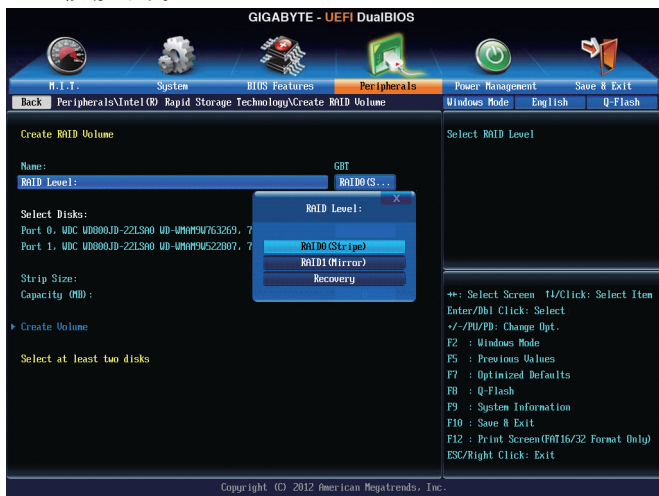 GIGABYTE - UEFI DualBIOS
M.I.T.
System
BIOS Features
Peripherals
Power Management
Save & Exit
Back Peripherals\Intel(R) Rapid Storage Technology\Create RAID Volume
Windows Mode
English
Q-Flash
Create RAID Volume
Name: GBT
RAID Level: RAID0(S...
Select Disks:
Port 0, WDC WD800JD-22LSA0 WD-WMAM9W763269, 7
Port 1, WDC WD800JD-22LSA0 WD-WMAM9W522807, 7
Strip Size:
Capacity (MB):
Create Volume
Select at least two disks
X
RAID Level:
RAID0(Stripe)
RAID1(Mirror)
Recovery
Select RAID Level
→←: Select Screen ↑↓/Click: Select Item
Enter/Dbl Click: Select
+/-/PU/PD: Change Opt.
F2 : Windows Mode
F5 : Previous Values
F7 : Optimized Defaults
F8 : Q-Flash
F9 : System Information
F10 : Save & Exit
F12 : Print Screen(FAT16/32 Format Only)
ESC/Right Click: Exit
Copyright (C) 2012 American Megatrends, Inc.